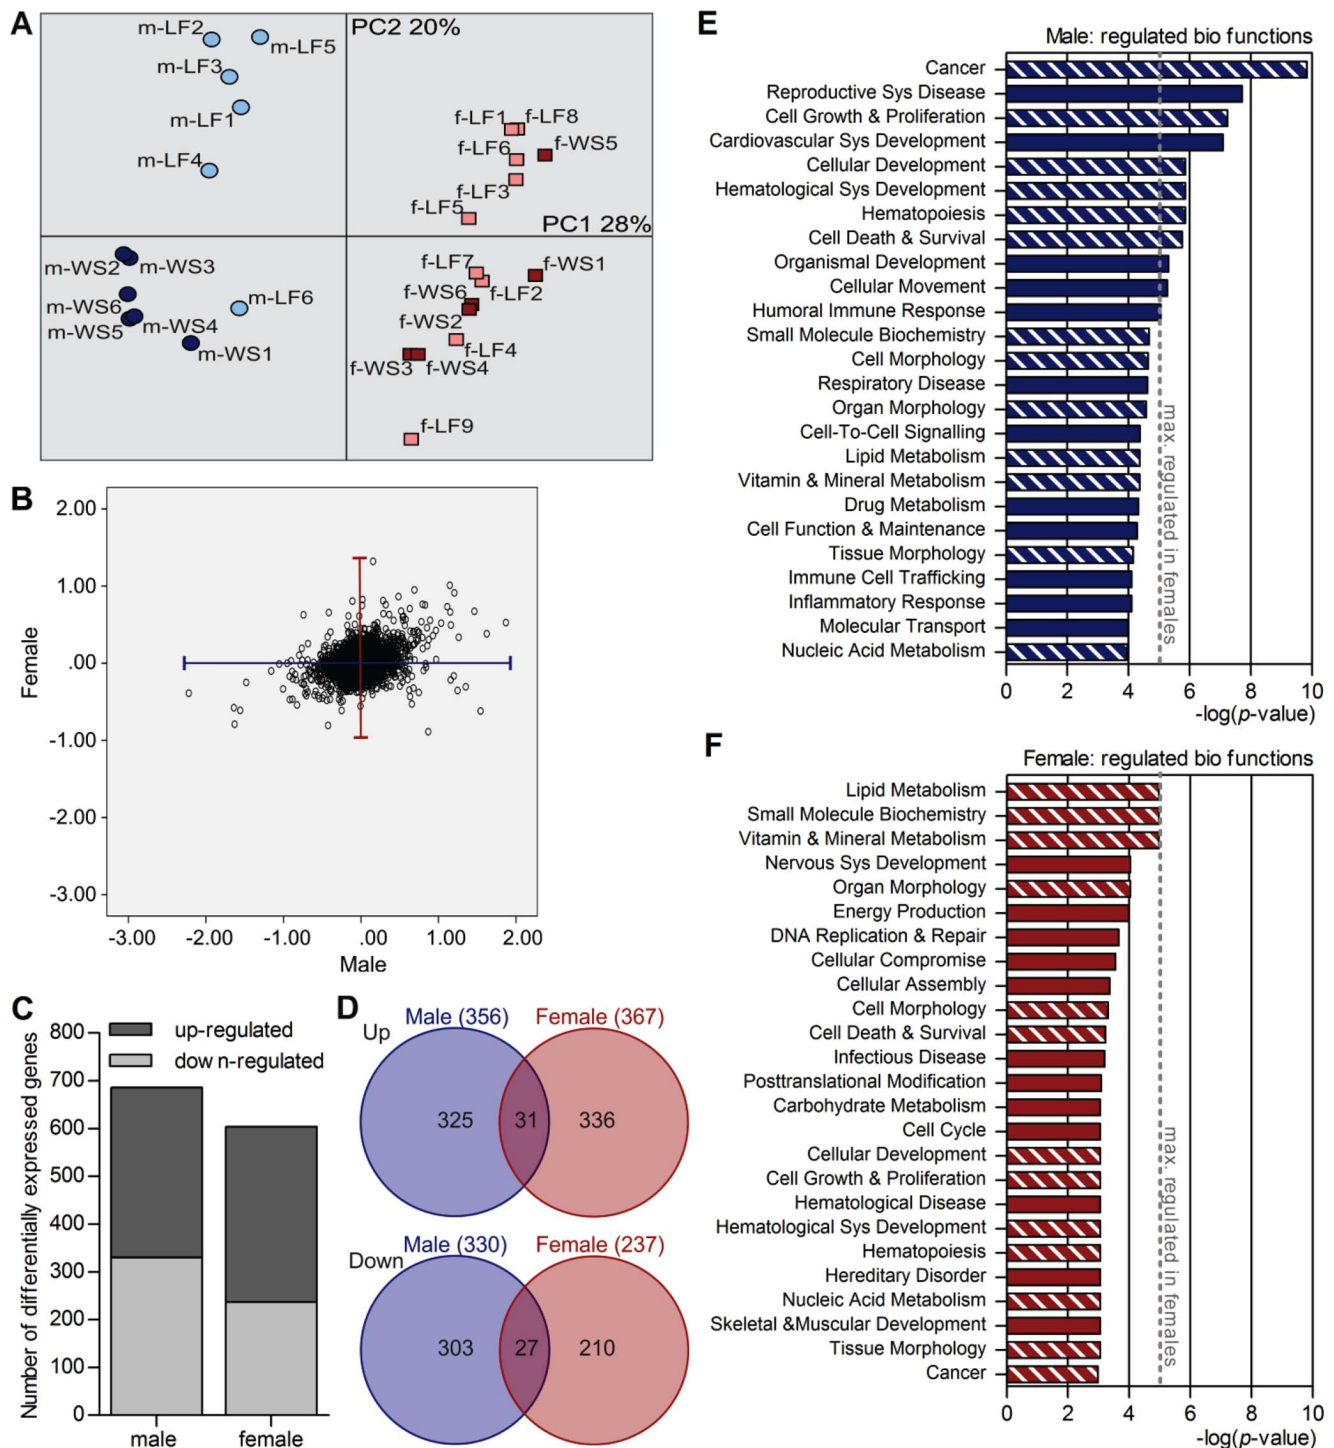 A
PC2 20%
m-LF2
m-LF5
m-LF3
m-LF1
m-LF4
f-LF1
f-LF8
f-LF6
f-WS5
f-LF3
f-LF5
PC1 28%
m-WS2
m-WS3
m-WS6
m-LF6
m-WS5
m-WS4
m-WS1
f-LF7
f-WS1
f-WS6
f-LF2
f-WS2
f-LF4
f-WS3
f-WS4
f-LF9
B
Female
2.00
1.00
.00
-1.00
-2.00
-3.00
-3.00 -2.00 -1.00 .00 1.00 2.00
Male
C
Number of differentially expressed genes
800
700
600
500
400
300
200
100
0
up-regulated
dow n-regulated
male female
D
Up
Male (356) Female (367)
325 31 336
Down
Male (330) Female (237)
303 27 210
E
Male: regulated bio functions
Cancer
Reproductive Sys Disease
Cell Growth & Proliferation
Cardiovascular Sys Development
Cellular Development
Hematological Sys Development
Hematopoiesis
Cell Death & Survival
Organismal Development
Cellular Movement
Humoral Immune Response
Small Molecule Biochemistry
Cell Morphology
Respiratory Disease
Organ Morphology
Cell-To-Cell Signalling
Lipid Metabolism
Vitamin & Mineral Metabolism
Drug Metabolism
Cell Function & Maintenance
Tissue Morphology
Immune Cell Trafficking
Inflammatory Response
Molecular Transport
Nucleic Acid Metabolism
max. regulated in females
0 2 4 6 8 10
-log(p-value)
F
Female: regulated bio functions
Lipid Metabolism
Small Molecule Biochemistry
Vitamin & Mineral Metabolism
Nervous Sys Development
Organ Morphology
Energy Production
DNA Replication & Repair
Cellular Compromise
Cellular Assembly
Cell Morphology
Cell Death & Survival
Infectious Disease
Posttranslational Modification
Carbohydrate Metabolism
Cell Cycle
Cellular Development
Cell Growth & Proliferation
Hematological Disease
Hematological Sys Development
Hematopoiesis
Hereditary Disorder
Nucleic Acid Metabolism
Skeletal &Muscular Development
Tissue Morphology
Cancer
max. regulated in females
0 2 4 6 8 10
-log(p-value)